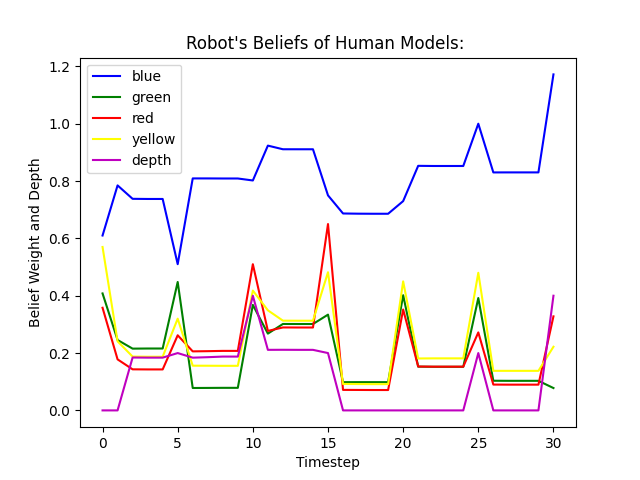 Robot's Beliefs of Human Models:
blue
green
red
yellow
depth
Belief Weight and Depth
1.2
1.0
0.8
0.6
0.4
0.2
0.0
0 5 10 15 20 25 30
Timestep